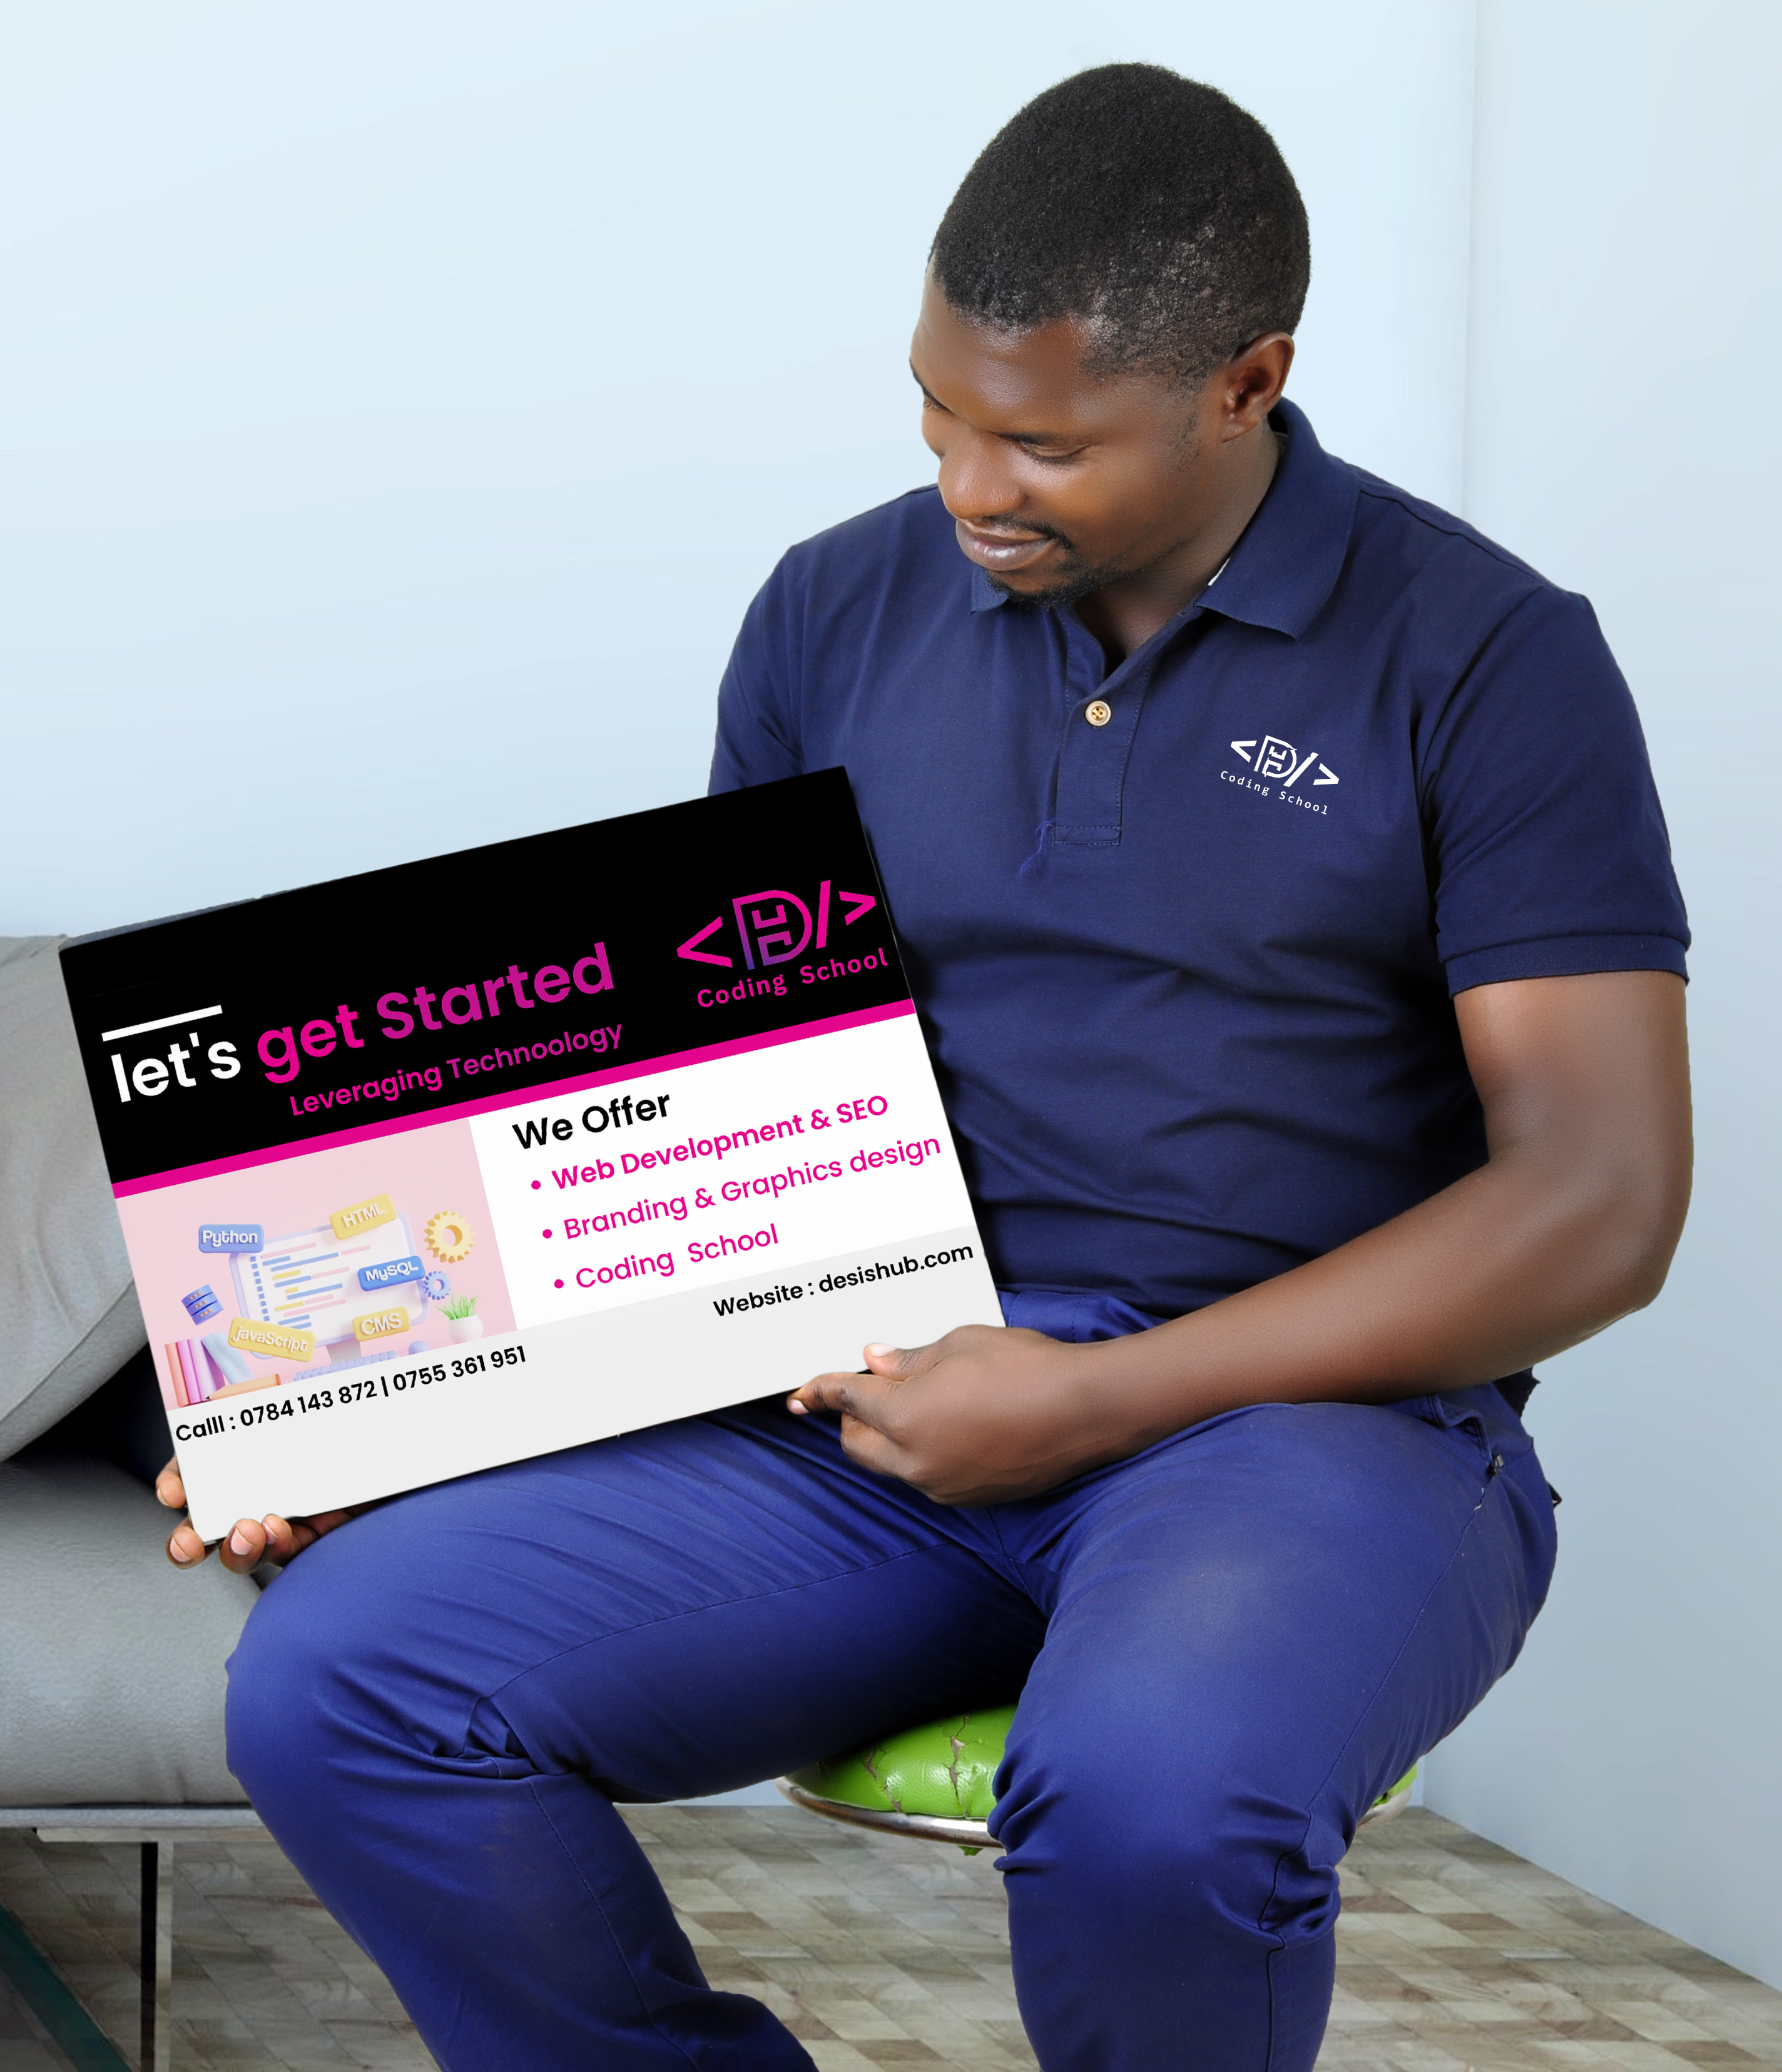 let's get Started
Leveraging Technoology
Coding School
We Offer
• Web Development & SEO
• Branding & Graphics design
• Coding School
Website : desishub.com
Python
HTML
MySQL
javaScript
CMS
Calll : 0784 143 872 | 0755 361 951
<DH/>
Coding School